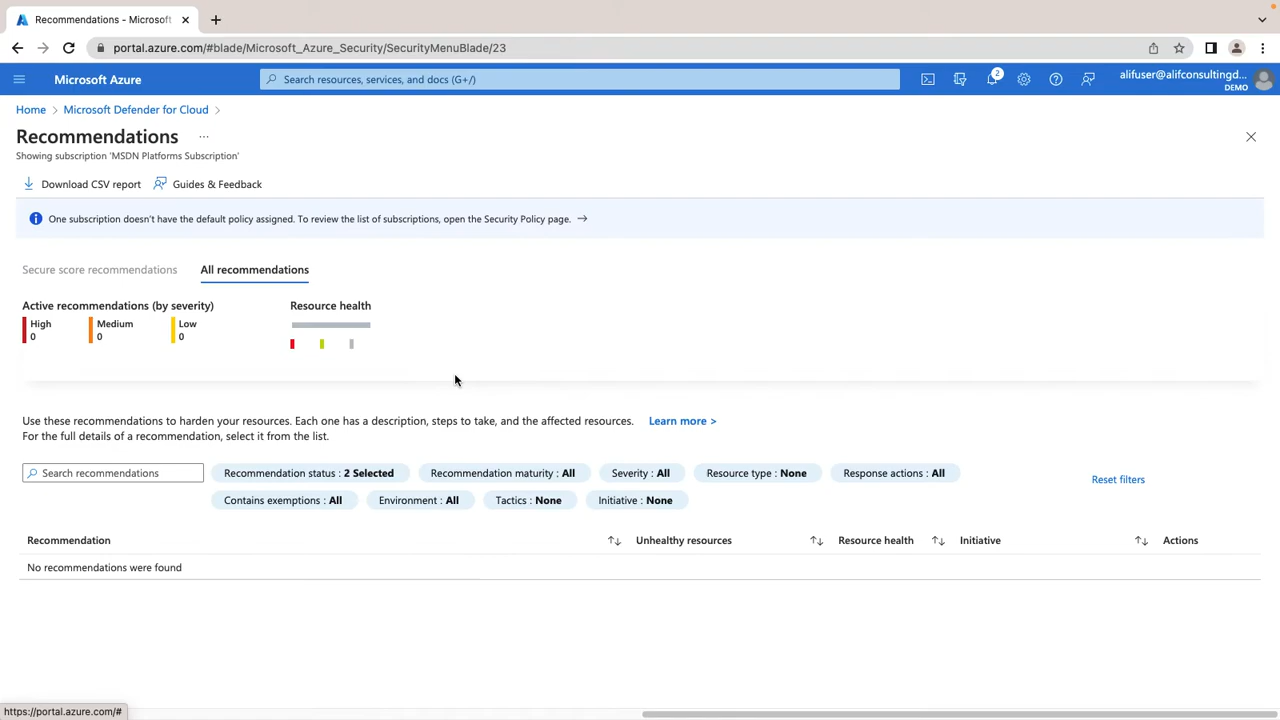 Recommendations - Microsoft
portal.azure.com/#blade/Microsoft_Azure_Security/SecurityMenuBlade/23
Microsoft Azure
Search resources, services, and docs (G+/)
2
alifuser@alifconsultingd...
DEMO
Home > Microsoft Defender for Cloud >
Recommendations ...
Showing subscription 'MSDN Platforms Subscription'
Download CSV report
Guides & Feedback
One subscription doesn't have the default policy assigned. To review the list of subscriptions, open the Security Policy page. →
Secure score recommendations
All recommendations
Active recommendations (by severity)
Resource health
High
Medium
Low
0
0
0
Use these recommendations to harden your resources. Each one has a description, steps to take, and the affected resources. Learn more >
For the full details of a recommendation, select it from the list.
Search recommendations
Recommendation status : 2 Selected
Recommendation maturity : All
Severity : All
Resource type : None
Response actions : All
Reset filters
Contains exemptions : All
Environment : All
Tactics : None
Initiative : None
Recommendation
Unhealthy resources
Resource health
Initiative
Actions
No recommendations were found
https://portal.azure.com/#